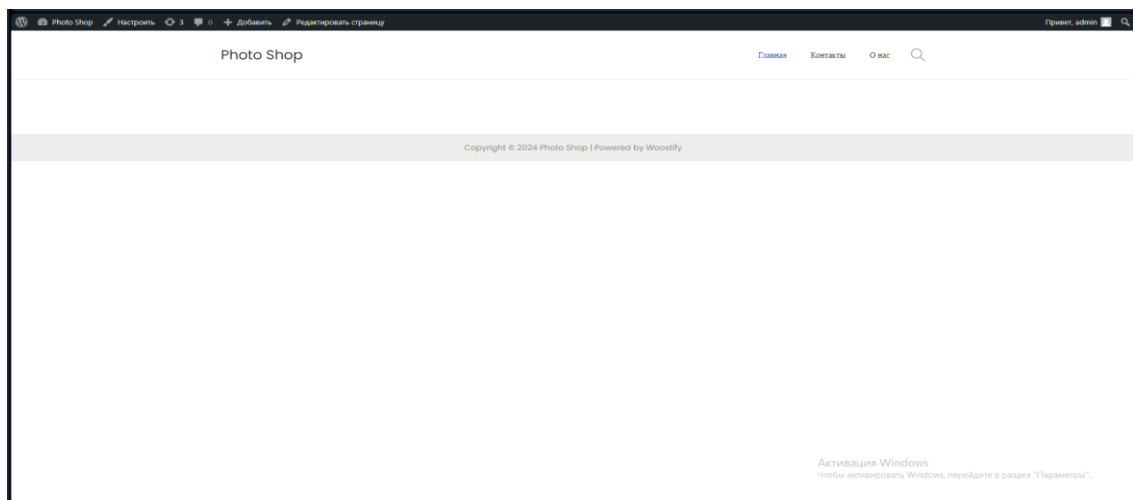 Photo Shop Настроить 3 0 Добавить Редактировать страницу Привет, admin
Photo Shop Главная Контакты О нас
Copyright © 2024 Photo Shop | Powered by Woostify
Активация Windows
Чтобы активировать Windows, перейдите в раздел "Параметры".